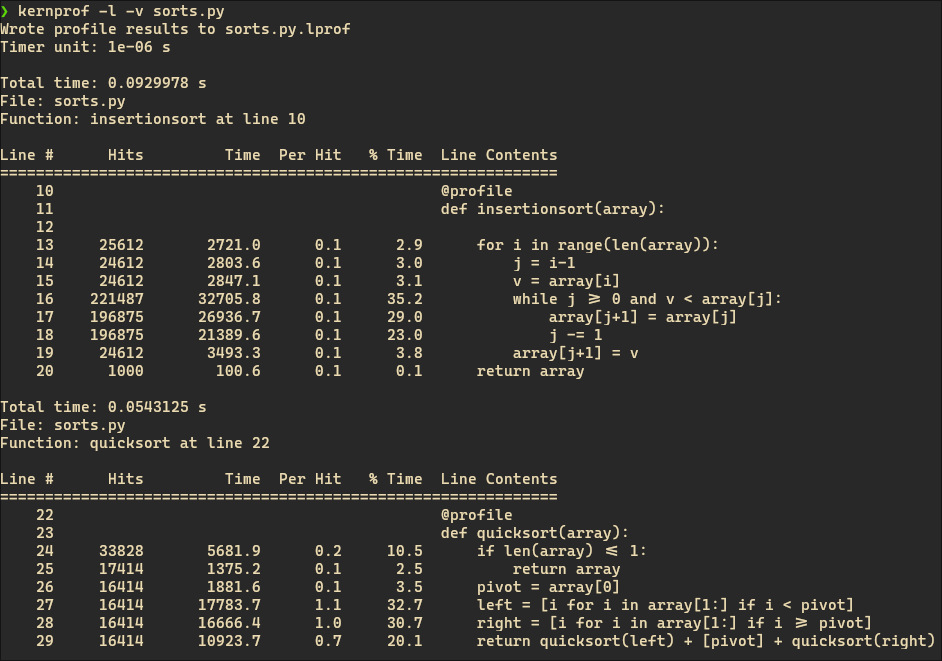 ❯ kernprof -l -v sorts.py
Wrote profile results to sorts.py.lprof
Timer unit: 1e-06 s

Total time: 0.0929978 s
File: sorts.py
Function: insertionsort at line 10

Line #      Hits         Time  Per Hit   % Time  Line Contents
==============================================================
    10                                           @profile
    11                                           def insertionsort(array):
    12
    13     25612       2721.0      0.1      2.9      for i in range(len(array)):
    14     24612       2803.6      0.1      3.0          j = i-1
    15     24612       2847.1      0.1      3.1          v = array[i]
    16    221487      32705.8      0.1     35.2          while j >= 0 and v < array[j]:
    17    196875      26936.7      0.1     29.0              array[j+1] = array[j]
    18    196875      21389.6      0.1     23.0              j -= 1
    19     24612       3493.3      0.1      3.8          array[j+1] = v
    20      1000        100.6      0.1      0.1      return array

Total time: 0.0543125 s
File: sorts.py
Function: quicksort at line 22

Line #      Hits         Time  Per Hit   % Time  Line Contents
==============================================================
    22                                           @profile
    23                                           def quicksort(array):
    24     33828       5681.9      0.2     10.5      if len(array) <= 1:
    25     17414       1375.2      0.1      2.5          return array
    26     16414       1881.6      0.1      3.5      pivot = array[0]
    27     16414      17783.7      1.1     32.7      left = [i for i in array[1:] if i < pivot]
    28     16414      16666.4      1.0     30.7      right = [i for i in array[1:] if i >= pivot]
    29     16414      10923.7      0.7     20.1      return quicksort(left) + [pivot] + quicksort(right)